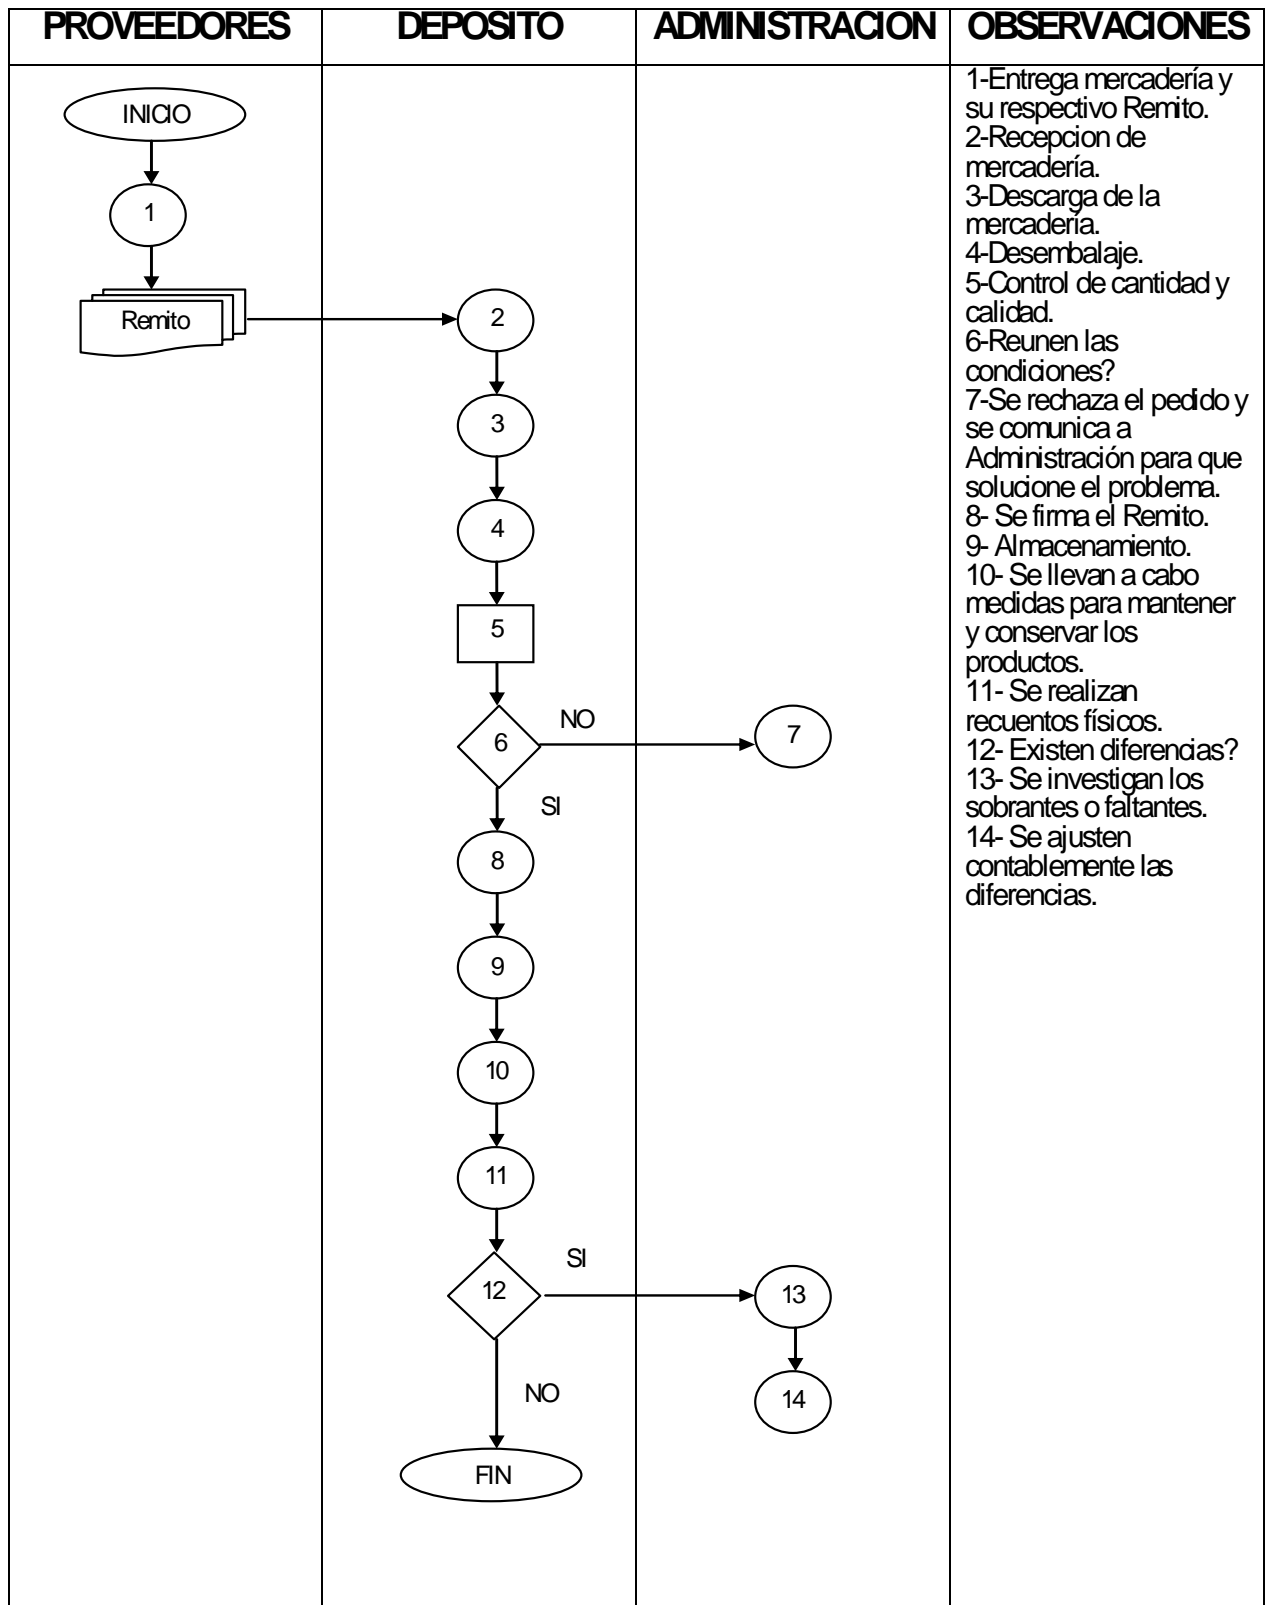 PROVEEDORES
DEPOSITO
ADMINISTRACION
OBSERVACIONES
INICIO
1
Remito
2
3
4
5
6
NO
7
SI
8
9
10
11
12
SI
13
14
NO
FIN
1-Entrega mercadería y
su respectivo Remito.
2-Recepcion de
mercadería.
3-Descarga de la
mercadería.
4-Desembalaje.
5-Control de cantidad y
calidad.
6-Reunen las
condiciones?
7-Se rechaza el pedido y
se comunica a
Administración para que
solucione el problema.
8- Se firma el Remito.
9- Almacenamiento.
10- Se llevan a cabo
medidas para mantener
y conservar los
productos.
11- Se realizan
recuentos físicos.
12- Existen diferencias?
13- Se investigan los
sobrantes o faltantes.
14- Se ajusten
contablemente las
diferencias.